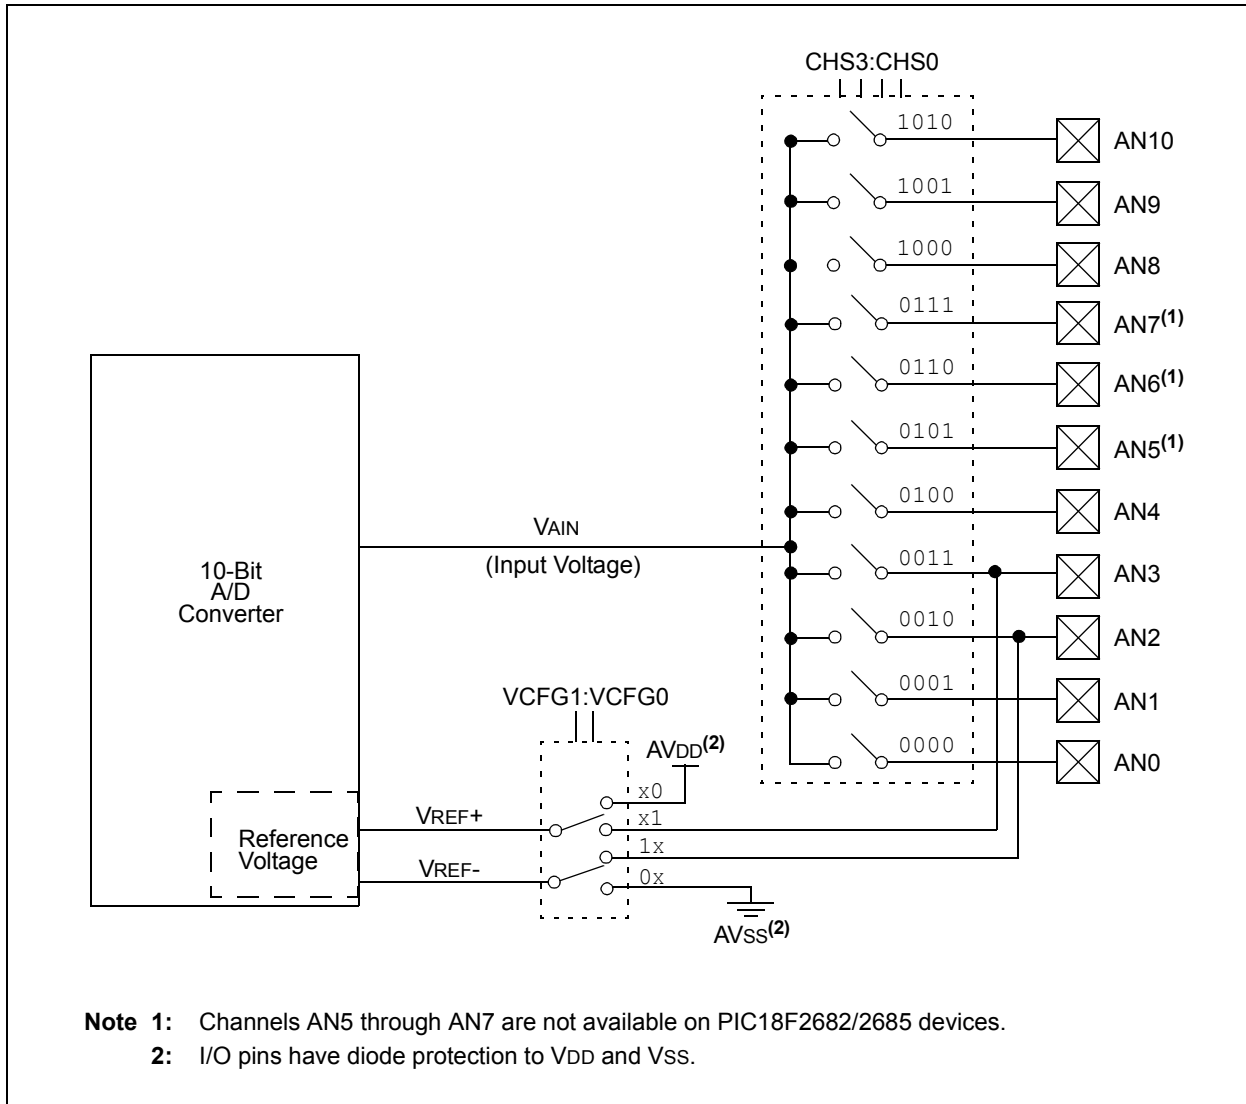 CHS3:CHS0
1010 AN10
1001 AN9
1000 AN8
0111 AN7(1)
0110 AN6(1)
0101 AN5(1)
0100 AN4
VAIN
(Input Voltage)
10-Bit
A/D
Converter
0011 AN3
0010 AN2
0001 AN1
VCFG1:VCFG0
0000 AN0
AVDD(2)
x0
VREF+
x1
Reference
Voltage
1x
VREF-
0x
AVSS(2)
Note 1: Channels AN5 through AN7 are not available on PIC18F2682/2685 devices.
2: I/O pins have diode protection to VDD and VSS.